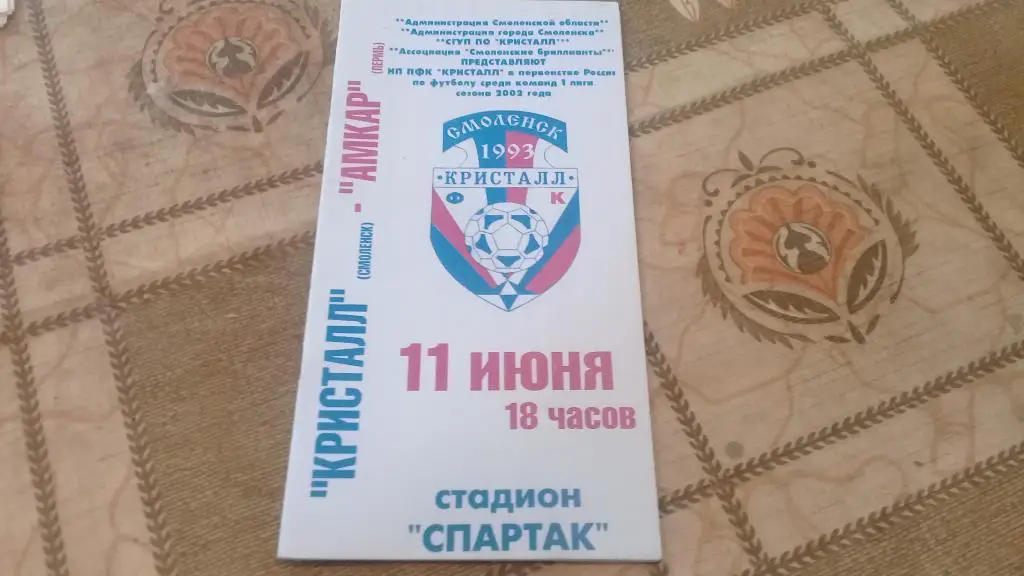 **Администрация Смоленской области**
**Администрация города Смоленска**
**СГУП ПО "КРИСТАЛЛ"**
**Ассоциация "Смоленские бриллианты"**
ПРЕДСТАВЛЯЮТ
НП ПФК "КРИСТАЛЛ" в первенстве Росси
по футболу среди команд 1 лиги
сезона 2002 года
СМОЛЕНСК
1993
·КРИСТАЛЛ·
Ф К
"КРИСТАЛЛ" - "АМКАР"
(СМОЛЕНСК) (ПЕРМЬ)
11 ИЮНЯ
18 ЧАСОВ
СТАДИОН
"СПАРТАК"